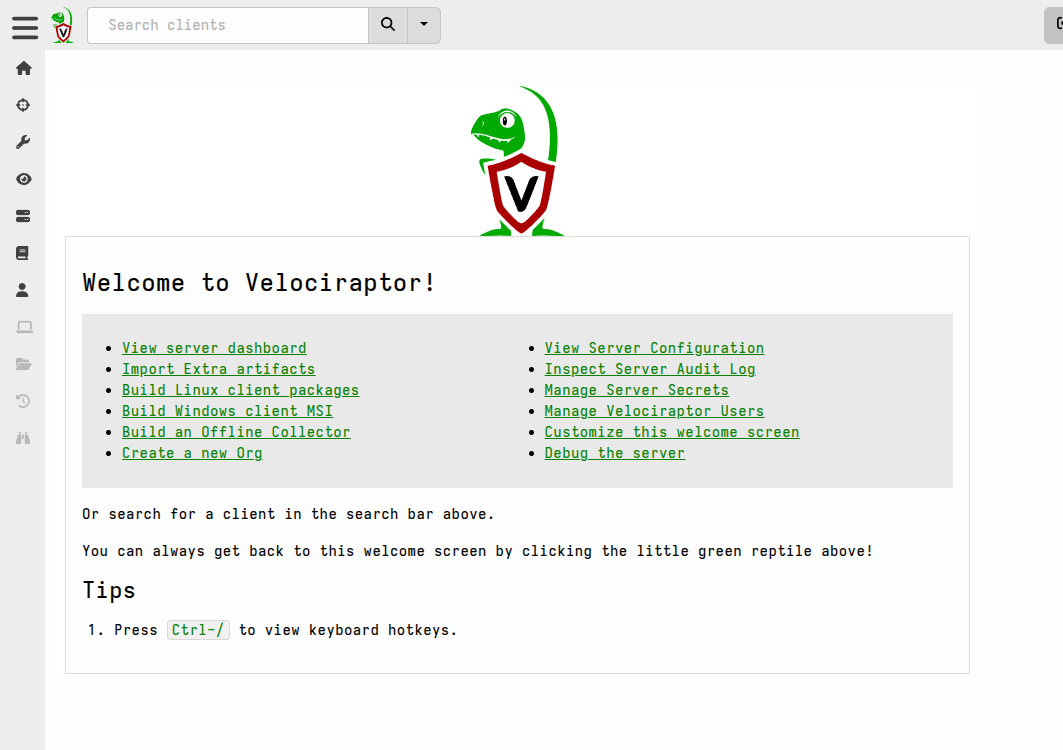 Search clients
V
V
Welcome to Velociraptor!
View server dashboard
Import Extra artifacts
Build Linux client packages
Build Windows client MSI
Build an Offline Collector
Create a new Org
View Server Configuration
Inspect Server Audit Log
Manage Server Secrets
Manage Velociraptor Users
Customize this welcome screen
Debug the server
Or search for a client in the search bar above.
You can always get back to this welcome screen by clicking the little green reptile above!
Tips
1. Press Ctrl-/ to view keyboard hotkeys.